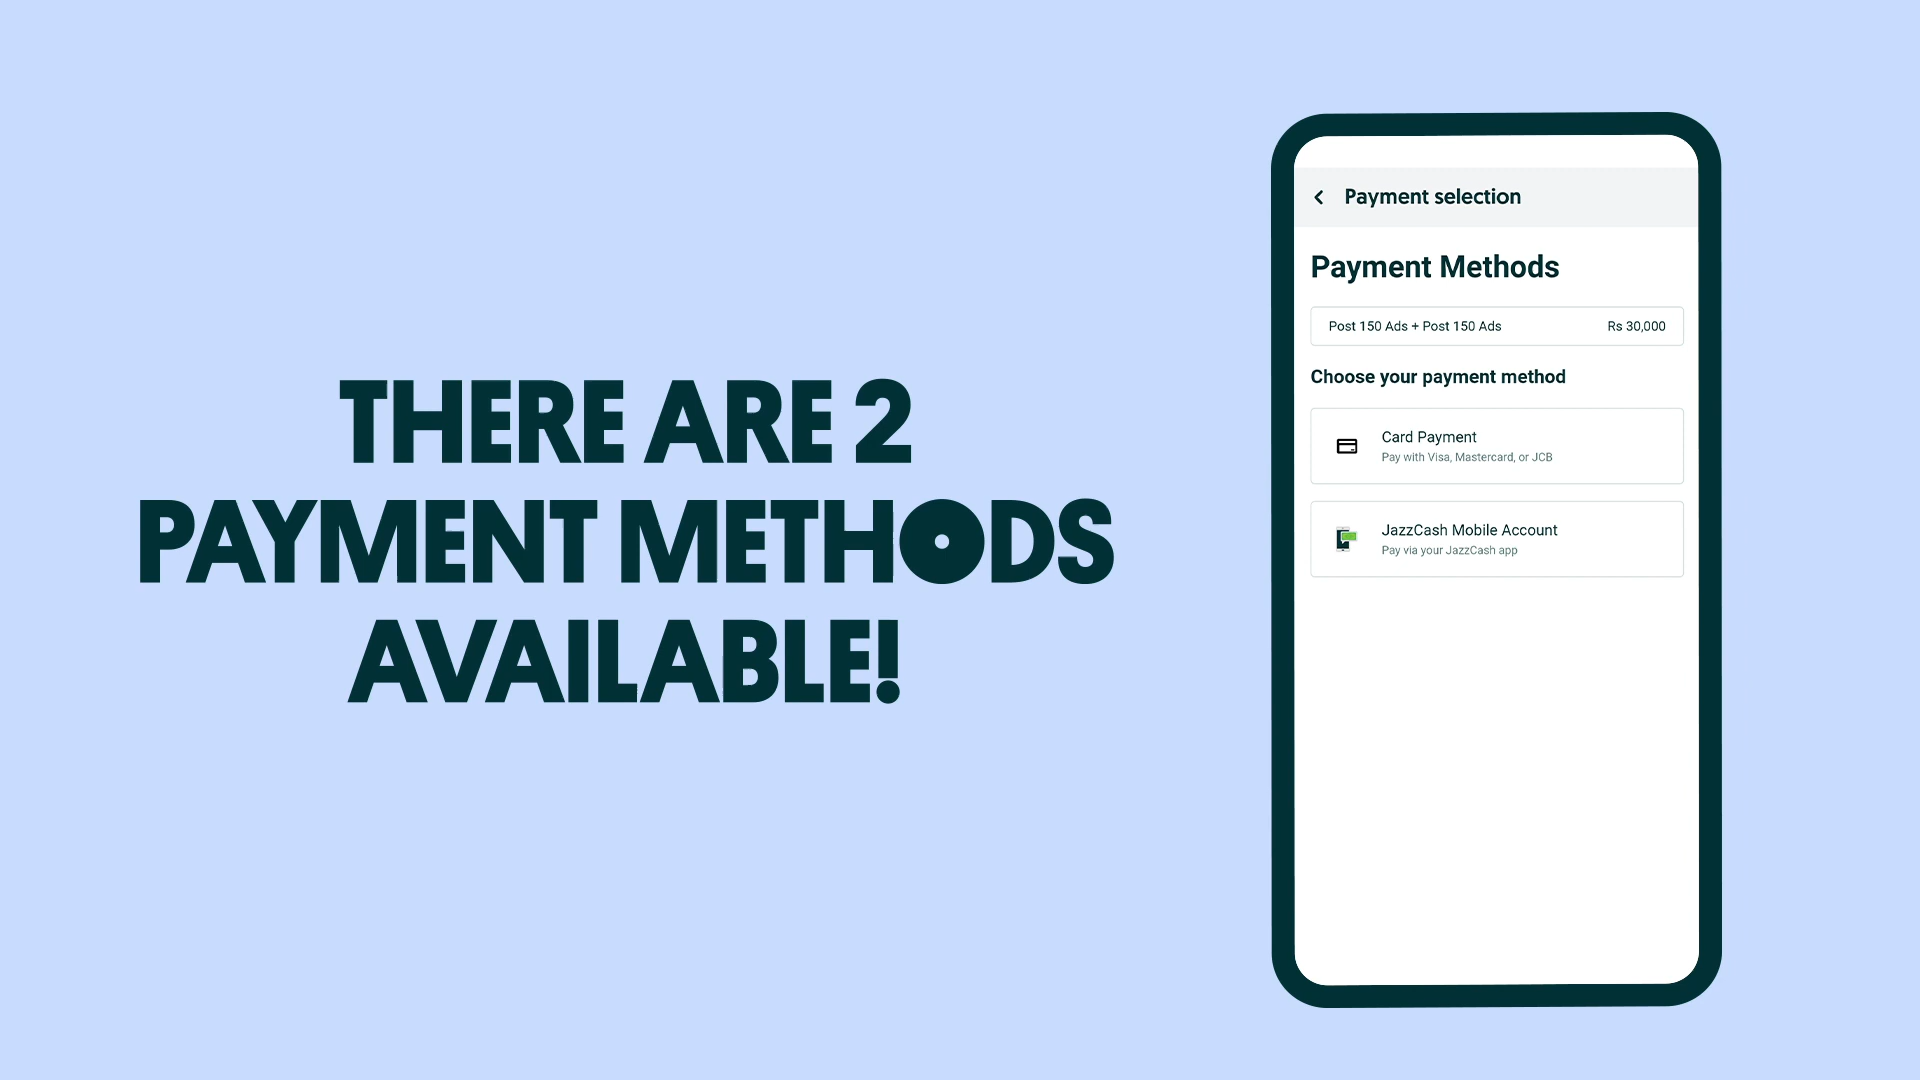 THERE ARE 2
PAYMENT METHODS
AVAILABLE!
Payment selection
Payment Methods
Post 150 Ads + Post 150 Ads Rs 30,000
Choose your payment method
Card Payment
Pay with Visa, Mastercard, or JCB
JazzCash Mobile Account
Pay via your JazzCash app